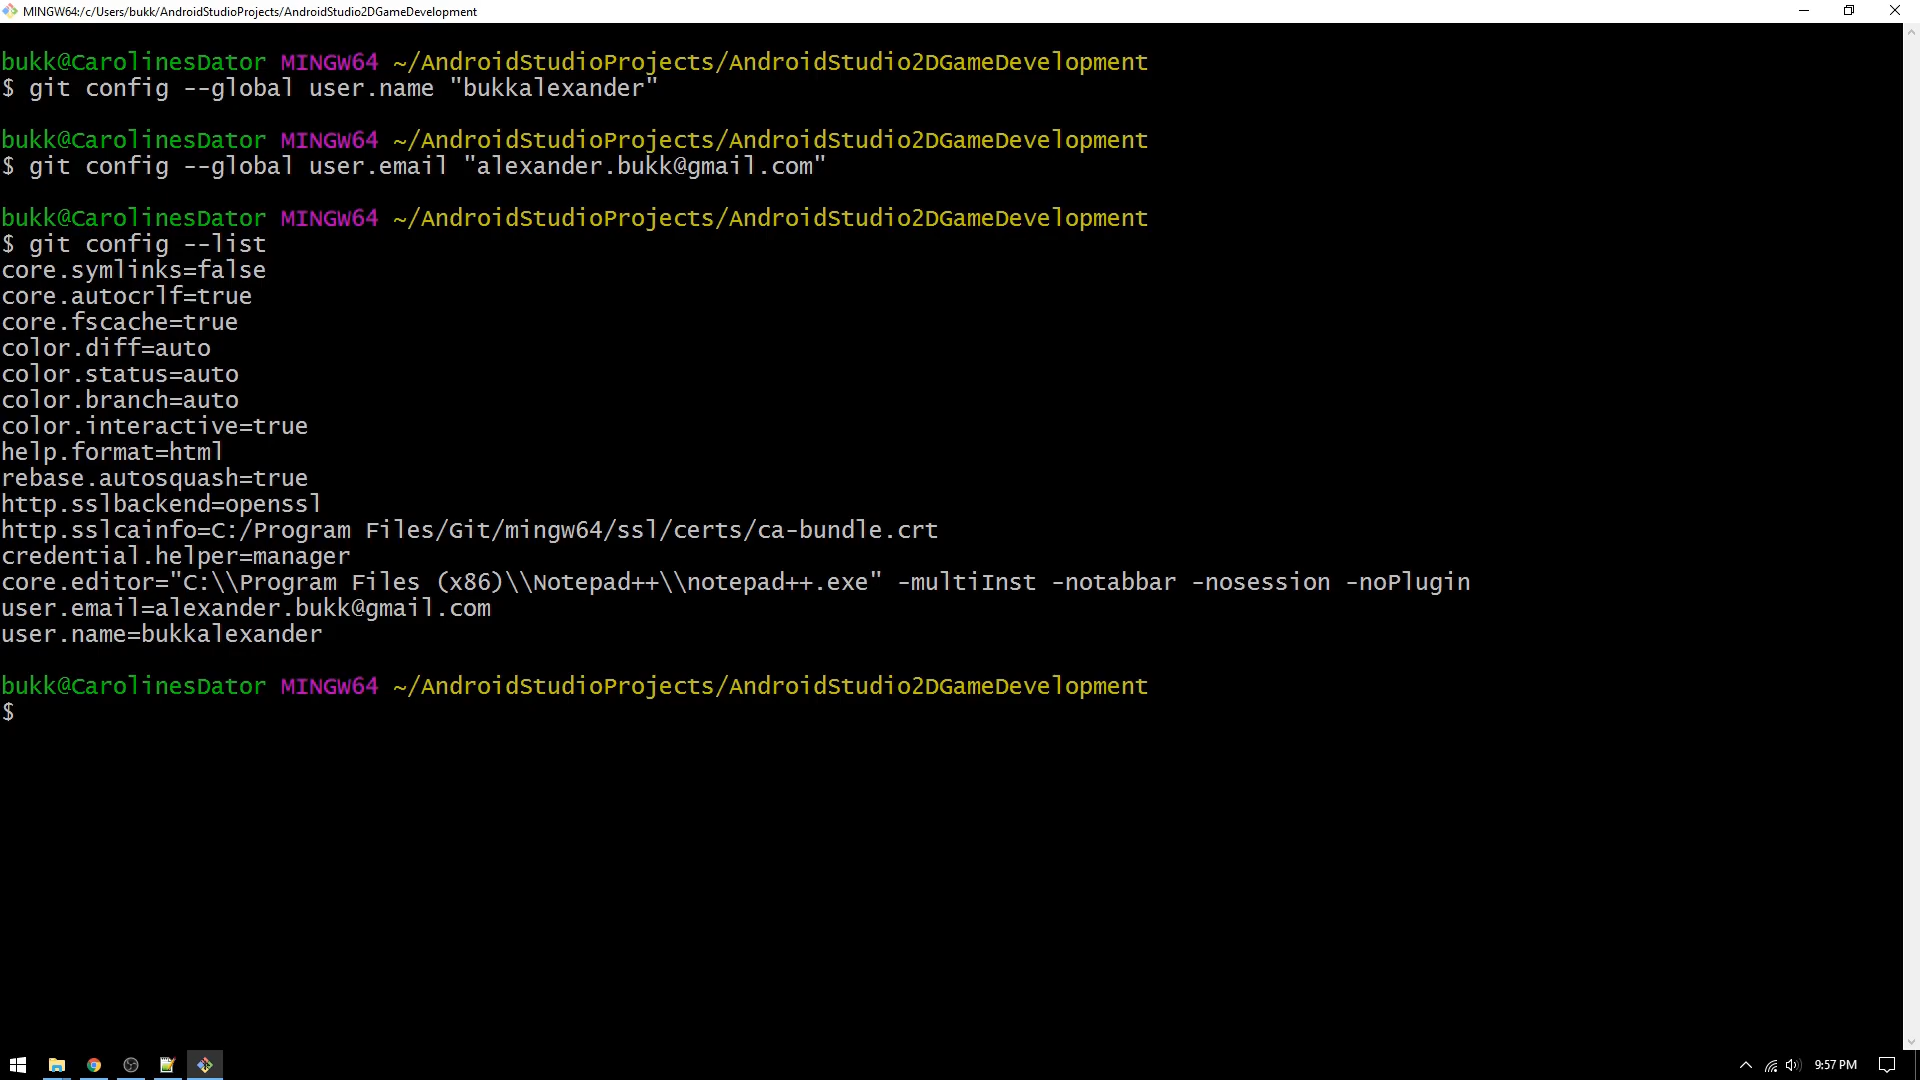 MINGW64:/c/Users/bukk/AndroidStudioProjects/AndroidStudio2DGameDevelopment
bukk@CarolinesDator MINGW64 ~/AndroidStudioProjects/AndroidStudio2DGameDevelopment
$ git config --global user.name "bukkalexander"
bukk@CarolinesDator MINGW64 ~/AndroidStudioProjects/AndroidStudio2DGameDevelopment
$ git config --global user.email "alexander.bukk@gmail.com"
bukk@CarolinesDator MINGW64 ~/AndroidStudioProjects/AndroidStudio2DGameDevelopment
$ git config --list
core.symlinks=false
core.autocrlf=true
core.fscache=true
color.diff=auto
color.status=auto
color.branch=auto
color.interactive=true
help.format=html
rebase.autosquash=true
http.sslbackend=openssl
http.sslcainfo=C:/Program Files/Git/mingw64/ssl/certs/ca-bundle.crt
credential.helper=manager
core.editor="C:\\Program Files (x86)\\Notepad++\\notepad++.exe" -multiInst -notabbar -nosession -noPlugin
user.email=alexander.bukk@gmail.com
user.name=bukkalexander
bukk@CarolinesDator MINGW64 ~/AndroidStudioProjects/AndroidStudio2DGameDevelopment
$
9:57 PM